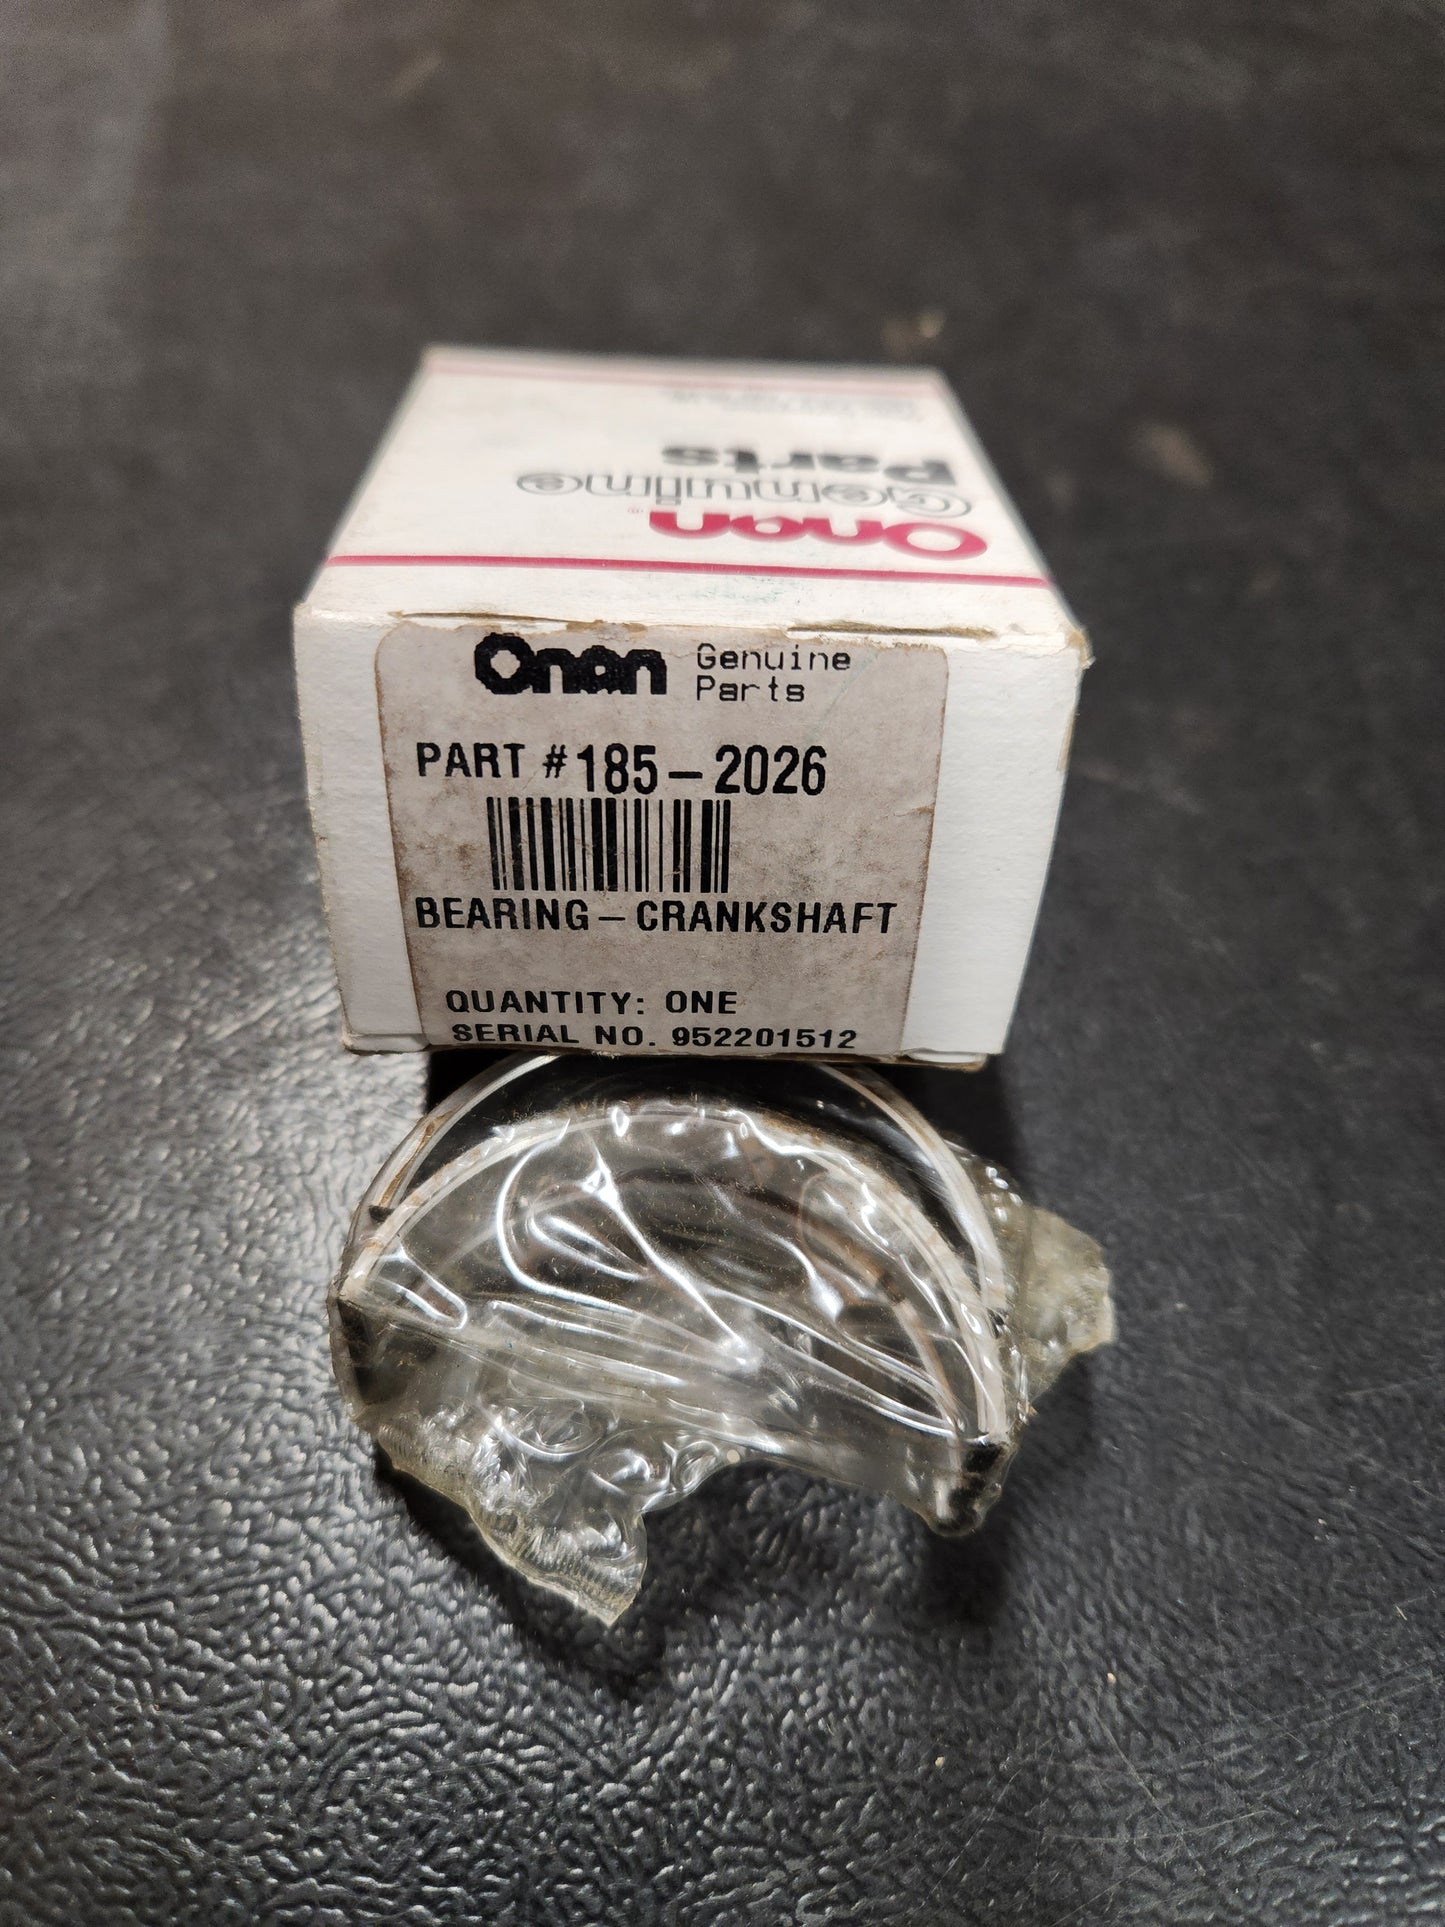 Onan®
Genuine
Parts
Onan Genuine
Parts
PART #185-2026
BEARING-CRANKSHAFT
QUANTITY: ONE
SERIAL NO. 952201512